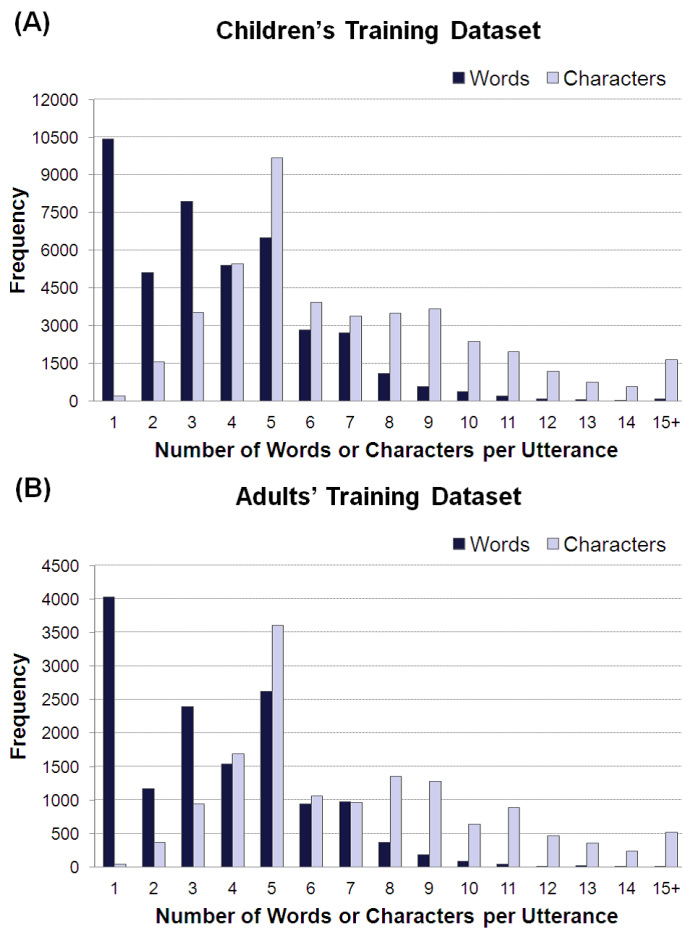 (A)
Children's Training Dataset
Words Characters
12000
10500
9000
7500
6000
4500
3000
1500
0
Frequency
1 2 3 4 5 6 7 8 9 10 11 12 13 14 15+
Number of Words or Characters per Utterance
(B)
Adults' Training Dataset
Words Characters
4500
4000
3500
3000
2500
2000
1500
1000
500
0
Frequency
1 2 3 4 5 6 7 8 9 10 11 12 13 14 15+
Number of Words or Characters per Utterance